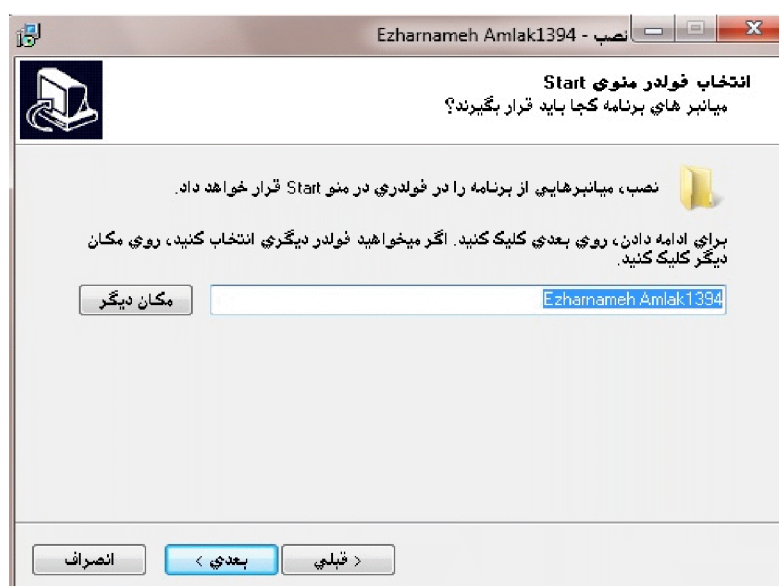 نصب - Ezharnameh Amlak1394
انتخاب فولدر منوي Start
ميانبر هاي برنامه كجا بايد قرار بگيرند؟
نصب، ميانبرهايي از برنامه را در فولدري در منو Start قرار خواهد داد.
براي ادامه دادن، روي بعدي كليک كنيد. اگر ميخواهيد فولدر ديگري انتخاب كنيد، روي مكان
ديگر كليک كنيد.
Ezharnameh Amlak1394
مكان ديگر
< قبلي
بعدي >
انصراف